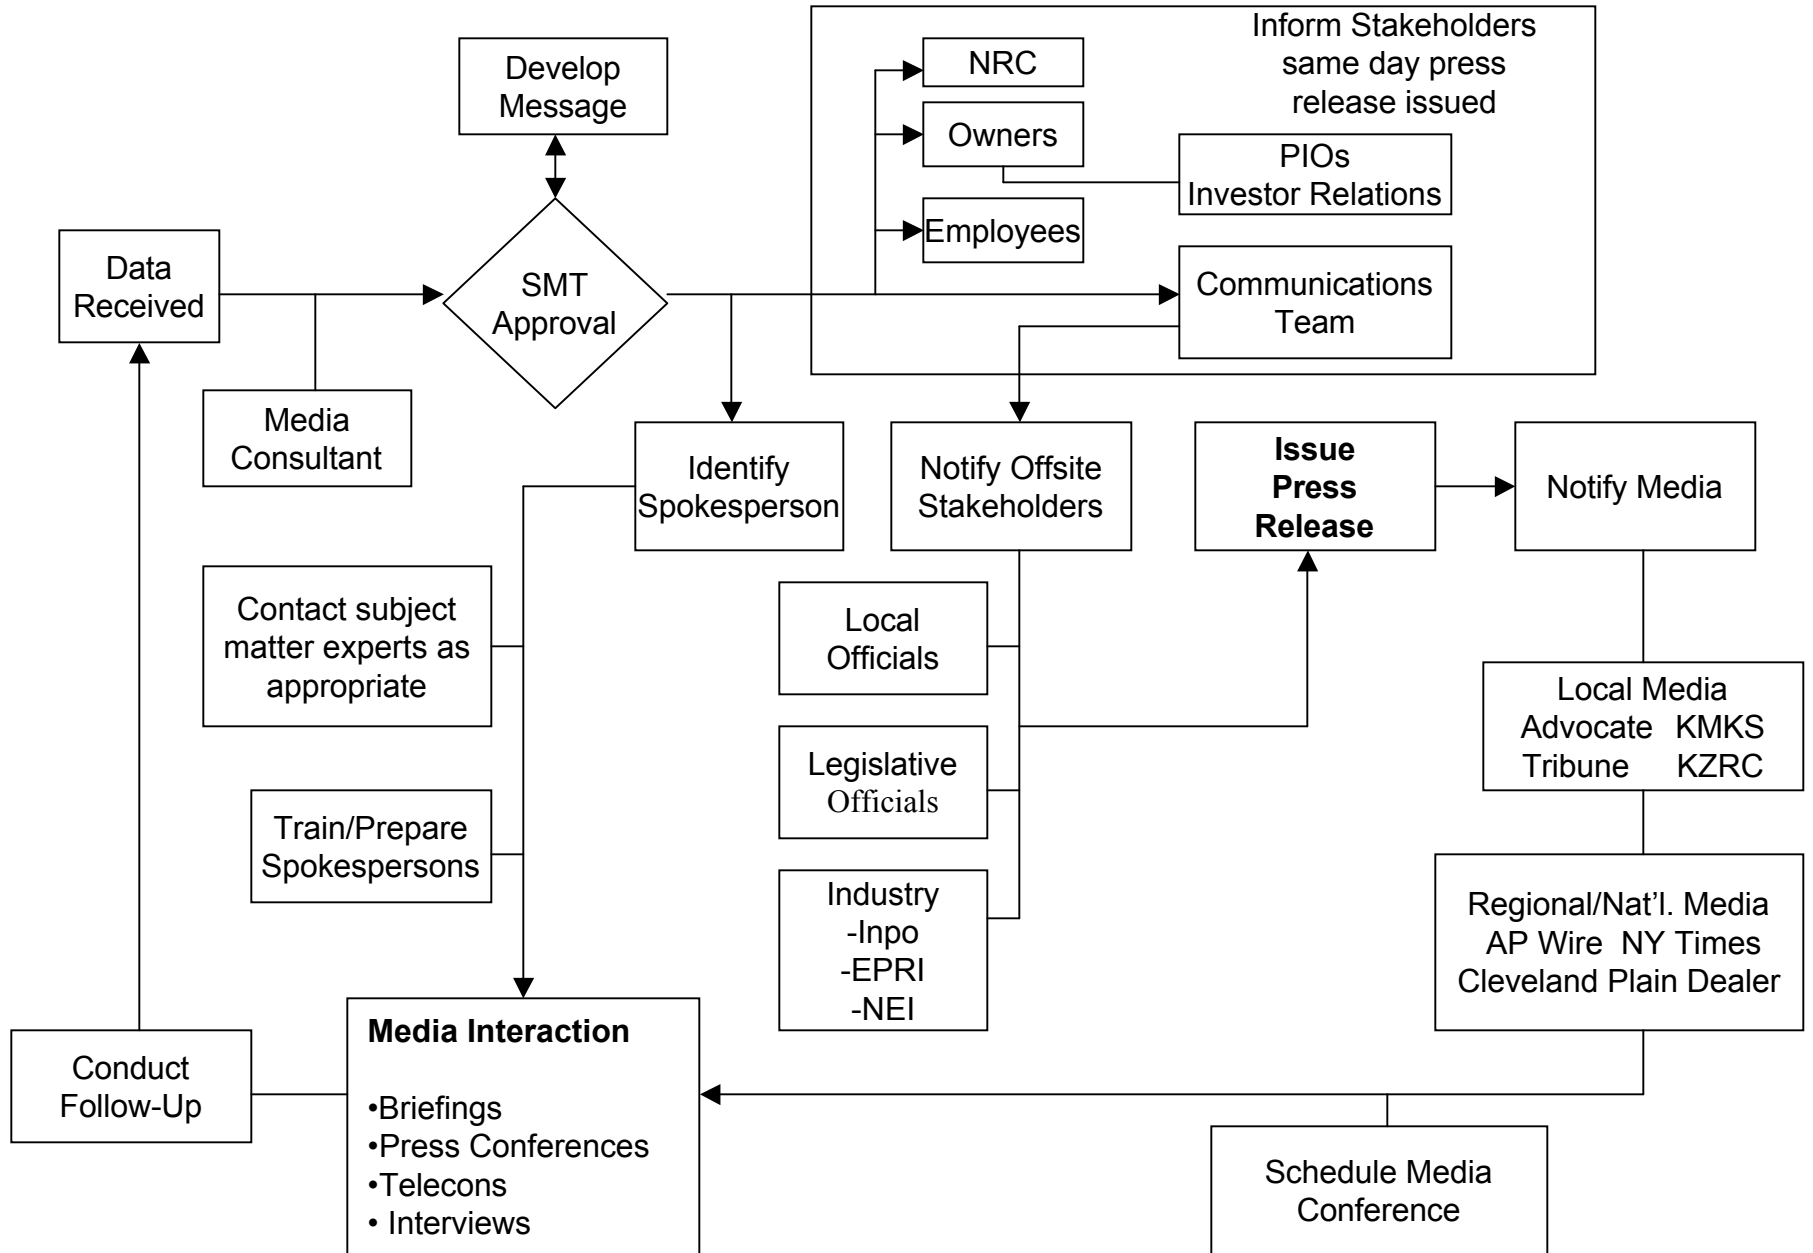 Develop
Message
Inform Stakeholders
same day press
release issued
NRC
Owners
PIOs
Investor Relations
Employees
Data
Received
SMT
Approval
Communications
Team
Media
Consultant
Identify
Spokesperson
Notify Offsite
Stakeholders
Issue
Press
Release
Notify Media
Contact subject
matter experts as
appropriate
Local
Officials
Local Media
Advocate KMKS
Tribune KZRC
Legislative
Officials
Train/Prepare
Spokespersons
Industry
-Inpo
-EPRI
-NEI
Regional/Nat’l. Media
AP Wire NY Times
Cleveland Plain Dealer
Conduct
Follow-Up
Media Interaction
•Briefings
•Press Conferences
•Telecons
• Interviews
Schedule Media
Conference